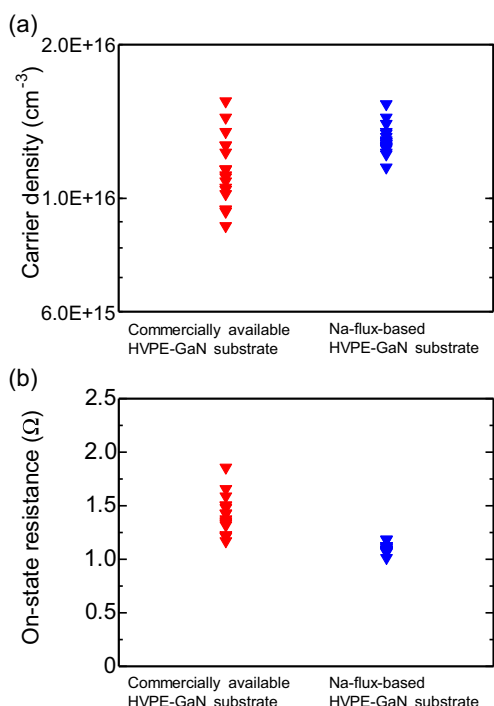 (a)
Carrier density (cm-3)
2.0E+16
1.0E+16
6.0E+15
Commercially available
HVPE-GaN substrate
Na-flux-based
HVPE-GaN substrate
(b)
On-state resistance (Ω)
2.5
2.0
1.5
1.0
0.5
0
Commercially available
HVPE-GaN substrate
Na-flux-based
HVPE-GaN substrate